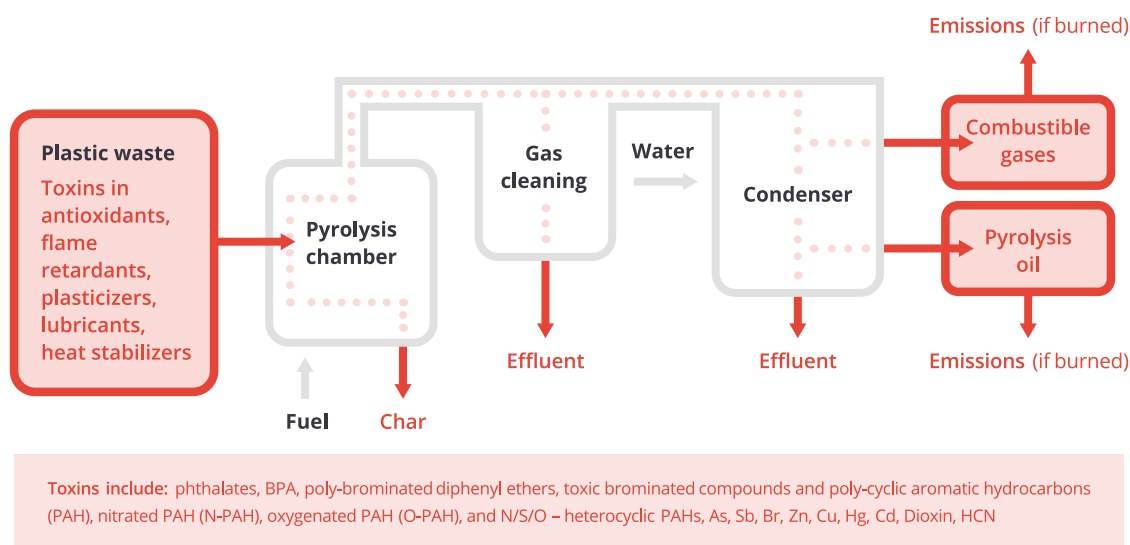 Emissions (if burned)
Plastic waste
Toxins in
antioxidants,
flame
retardants,
plasticizers,
lubricants,
heat stabilizers
Pyrolysis
chamber
Fuel
Char
Gas
cleaning
Effluent
Water
Condenser
Effluent
Combustible
gases
Pyrolysis
oil
Emissions (if burned)
Toxins include: phthalates, BPA, poly-brominated diphenyl ethers, toxic brominated compounds and poly-cyclic aromatic hydrocarbons
(PAH), nitrated PAH (N-PAH), oxygenated PAH (O-PAH), and N/S/O – heterocyclic PAHs, As, Sb, Br, Zn, Cu, Hg, Cd, Dioxin, HCN